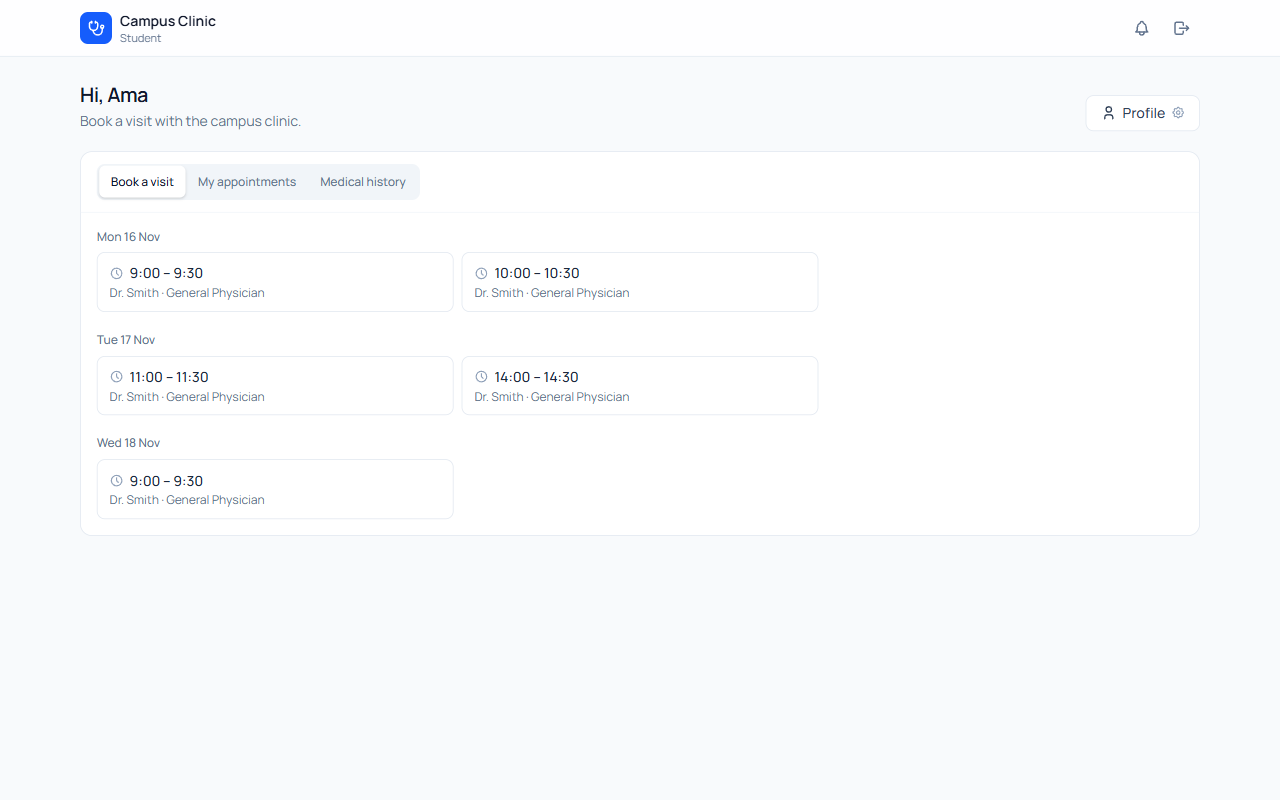 Campus Clinic
Student
Hi, Ama
Book a visit with the campus clinic.
Profile
Book a visit
My appointments
Medical history
Mon 16 Nov
9:00 – 9:30
Dr. Smith · General Physician
10:00 – 10:30
Dr. Smith · General Physician
Tue 17 Nov
11:00 – 11:30
Dr. Smith · General Physician
14:00 – 14:30
Dr. Smith · General Physician
Wed 18 Nov
9:00 – 9:30
Dr. Smith · General Physician